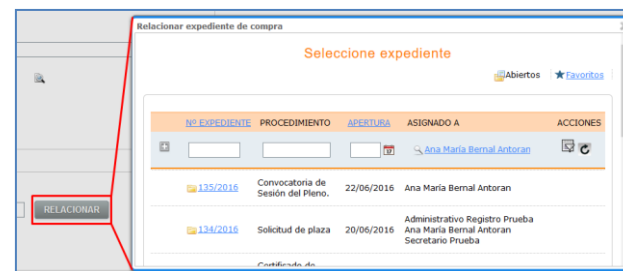 Relacionar expediente de compra
Seleccione expediente
Abiertos Favoritos
Nº EXPEDIENTE PROCEDIMIENTO APERTURA ASIGNADO A ACCIONES
Ana María Bernal Antoran
135/2016 Convocatoria de Sesión del Pleno. 22/06/2016 Ana María Bernal Antoran
RELACIONAR
134/2016 Solicitud de plaza 20/06/2016 Administrativo Registro Prueba
Ana María Bernal Antoran
Secretario Prueba
Certificado de